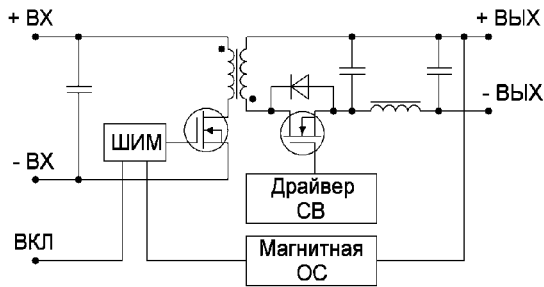 + ВХ
+ ВЫХ
- ВЫХ
ШИМ
- ВХ
Драйвер
СВ
ВКЛ
Магнитная
ОС